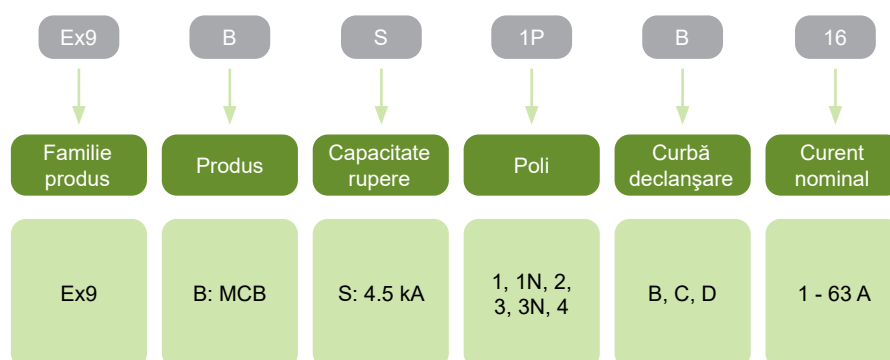 Ex9
B
S
1P
B
16
Familie
produs
Produs
Capacitate
rupere
Poli
Curbă
declanşare
Curent
nominal
Ex9
B: MCB
S: 4.5 kA
1, 1N, 2,
3, 3N, 4
B, C, D
1 - 63 A